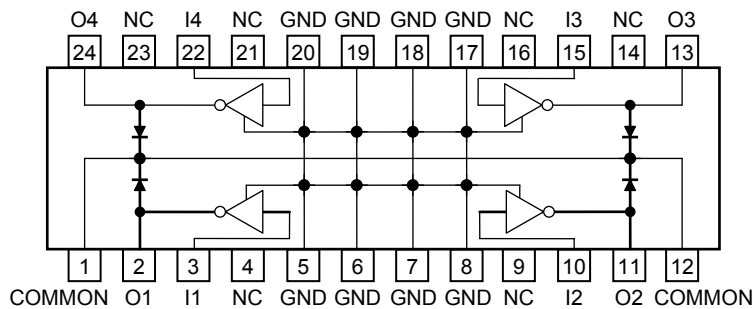 O4 NC I4 NC GND GND GND GND NC I3 NC O3
24 23 22 21 20 19 18 17 16 15 14 13
1 2 3 4 5 6 7 8 9 10 11 12
COMMON O1 I1 NC GND GND GND GND NC I2 O2 COMMON